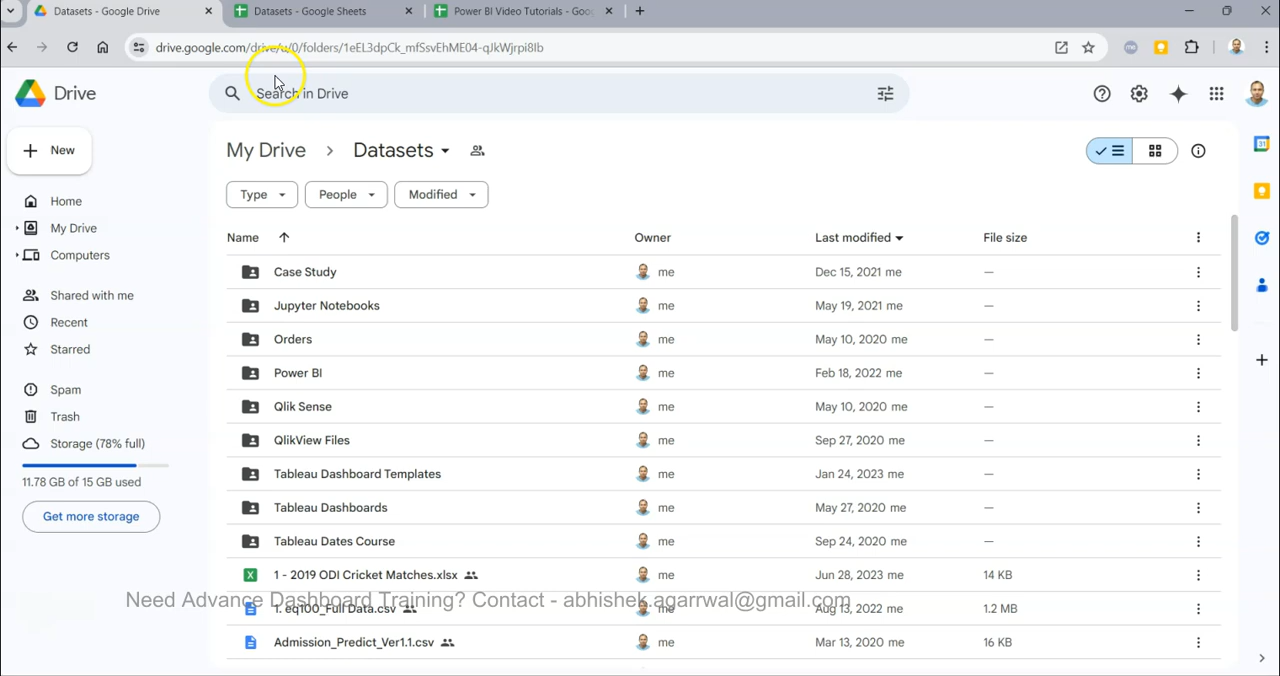 Datasets - Google Drive
Datasets - Google Sheets
Power BI Video Tutorials - Goog
drive.google.com/drive/u/0/folders/1eEL3dpCk_mfSsvEhME04-qJkWjrpi8Ib
Drive
Search in Drive
New
My Drive > Datasets
31
Type
People
Modified
Home
My Drive
Computers
Shared with me
Recent
Starred
Spam
Trash
Storage (78% full)
11.78 GB of 15 GB used
Get more storage
Name Owner Last modified File size
Case Study me Dec 15, 2021 me —
Jupyter Notebooks me May 19, 2021 me —
Orders me May 10, 2020 me —
Power BI me Feb 18, 2022 me —
Qlik Sense me May 10, 2020 me —
QlikView Files me Sep 27, 2020 me —
Tableau Dashboard Templates me Jan 24, 2023 me —
Tableau Dashboards me May 27, 2020 me —
Tableau Dates Course me Sep 24, 2020 me —
1 - 2019 ODI Cricket Matches.xlsx me Jun 28, 2023 me 14 KB
1. eq100_Full Data.csv me Aug 13, 2022 me 1.2 MB
Need Advance Dashboard Training? Contact - abhishek.agarrwal@gmail.com
Admission_Predict_Ver1.1.csv me Mar 13, 2020 me 16 KB